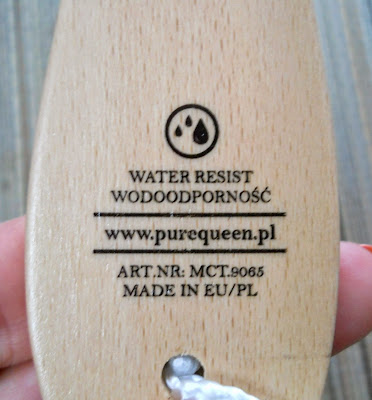 WATER RESIST
WODOODPORNOŚĆ
www.purequeen.pl
ART.NR: MCT.9065
MADE IN EU/PL